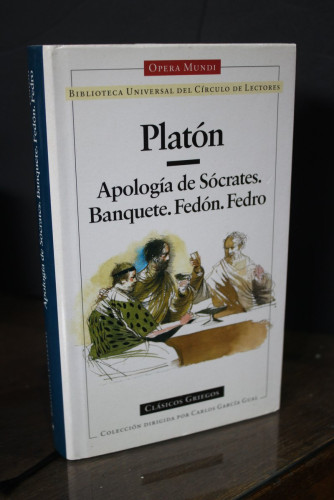 OPERA MUNDI
BIBLIOTECA UNIVERSAL DEL CÍRCULO DE LECTORES
Platón
Apología de Sócrates.
Banquete. Fedón. Fedro
CLÁSICOS GRIEGOS
COLECCIÓN DIRIGIDA POR CARLOS GARCÍA GUAL
Apología de Sócrates. Banquete. Fedón. Fedro